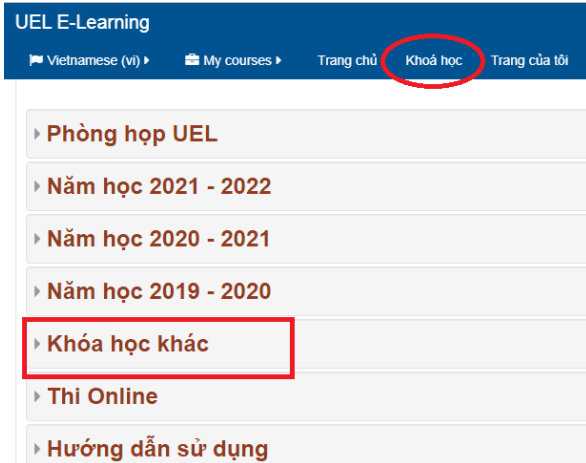 UEL E-Learning
Vietnamese (vi) My courses Trang chủ Khoá học Trang của tôi
Phòng họp UEL
Năm học 2021 - 2022
Năm học 2020 - 2021
Năm học 2019 - 2020
Khóa học khác
Thi Online
Hướng dẫn sử dụng